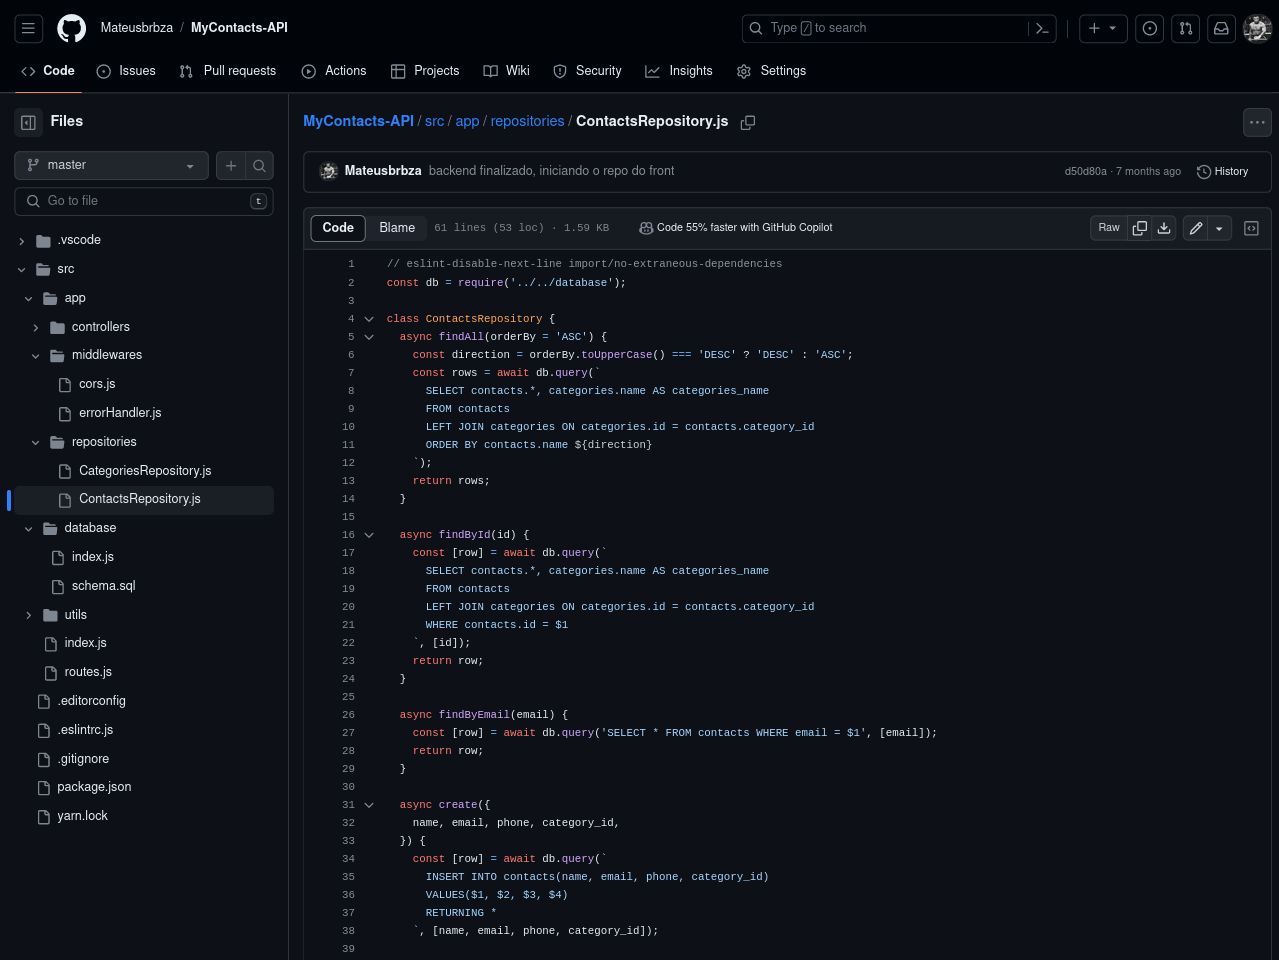 Mateusbrbza / MyContacts-API
Type / to search
Code
Issues
Pull requests
Actions
Projects
Wiki
Security
Insights
Settings
Files
master
Go to file
t
.vscode
src
app
controllers
middlewares
cors.js
errorHandler.js
repositories
CategoriesRepository.js
ContactsRepository.js
database
index.js
schema.sql
utils
index.js
routes.js
.editorconfig
.eslintrc.js
.gitignore
package.json
yarn.lock
MyContacts-API / src / app / repositories / ContactsRepository.js
Mateusbrbza backend finalizado, iniciando o repo do front
d50d80a · 7 months ago
History
Code
Blame
61 lines (53 loc) · 1.59 KB
Code 55% faster with GitHub Copilot
Raw
1 // eslint-disable-next-line import/no-extraneous-dependencies
2 const db = require('../../database');
3
4 class ContactsRepository {
5 async findAll(orderBy = 'ASC') {
6 const direction = orderBy.toUpperCase() === 'DESC' ? 'DESC' : 'ASC';
7 const rows = await db.query(`
8 SELECT contacts.*, categories.name AS categories_name
9 FROM contacts
10 LEFT JOIN categories ON categories.id = contacts.category_id
11 ORDER BY contacts.name ${direction}
12 `);
13 return rows;
14 }
15
16 async findById(id) {
17 const [row] = await db.query(`
18 SELECT contacts.*, categories.name AS categories_name
19 FROM contacts
20 LEFT JOIN categories ON categories.id = contacts.category_id
21 WHERE contacts.id = $1
22 `, [id]);
23 return row;
24 }
25
26 async findByEmail(email) {
27 const [row] = await db.query('SELECT * FROM contacts WHERE email = $1', [email]);
28 return row;
29 }
30
31 async create({
32 name, email, phone, category_id,
33 }) {
34 const [row] = await db.query(`
35 INSERT INTO contacts(name, email, phone, category_id)
36 VALUES($1, $2, $3, $4)
37 RETURNING *
38 `, [name, email, phone, category_id]);
39